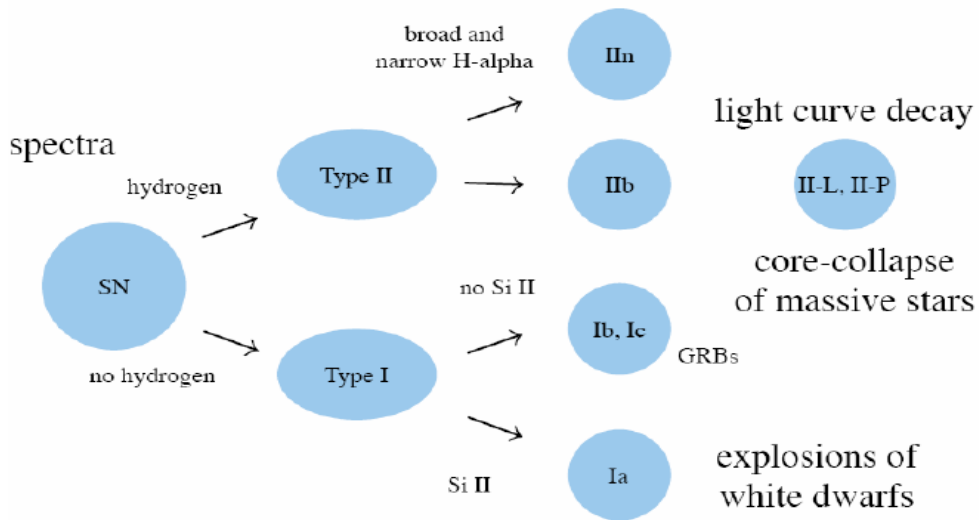 broad and
narrow H-alpha
IIn
light curve decay
spectra
Type II
IIb
II-L, II-P
hydrogen
core-collapse
of massive stars
SN
no Si II
Ib, Ic
GRBs
no hydrogen
Type I
Si II
Ia
explosions of
white dwarfs